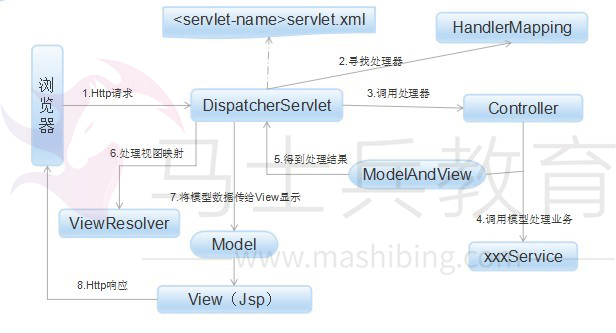 <servlet-name>servlet.xml
HandlerMapping
2.寻找处理器
浏览器
1.Http请求
DispatcherServlet
3.调用处理器
Controller
6.处理视图映射
5.得到处理结果
ModelAndView
马士兵教育
7.将模型数据传给View显示
ViewResolver
4.调用模型处理业务
Model
www.mashibing.com
xxxService
8.Http响应
View（Jsp）